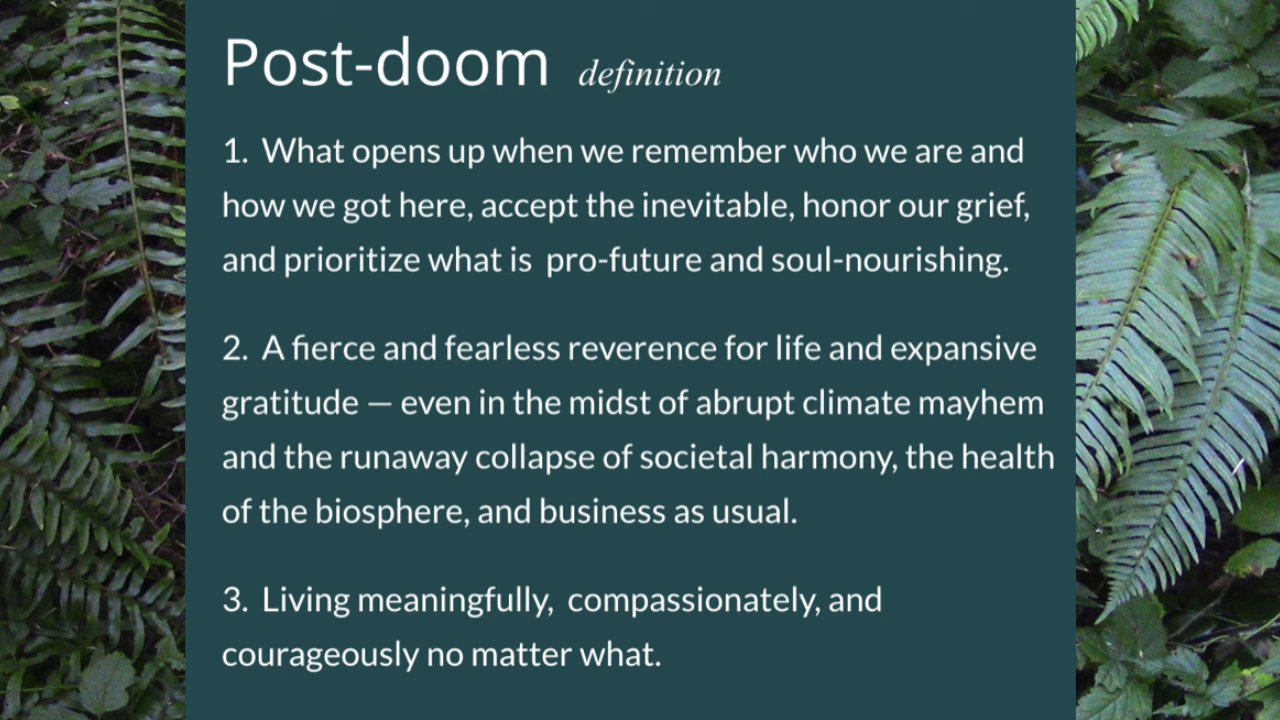 Post-doom definition
1. What opens up when we remember who we are and
how we got here, accept the inevitable, honor our grief,
and prioritize what is pro-future and soul-nourishing.
2. A fierce and fearless reverence for life and expansive
gratitude — even in the midst of abrupt climate mayhem
and the runaway collapse of societal harmony, the health
of the biosphere, and business as usual.
3. Living meaningfully, compassionately, and
courageously no matter what.